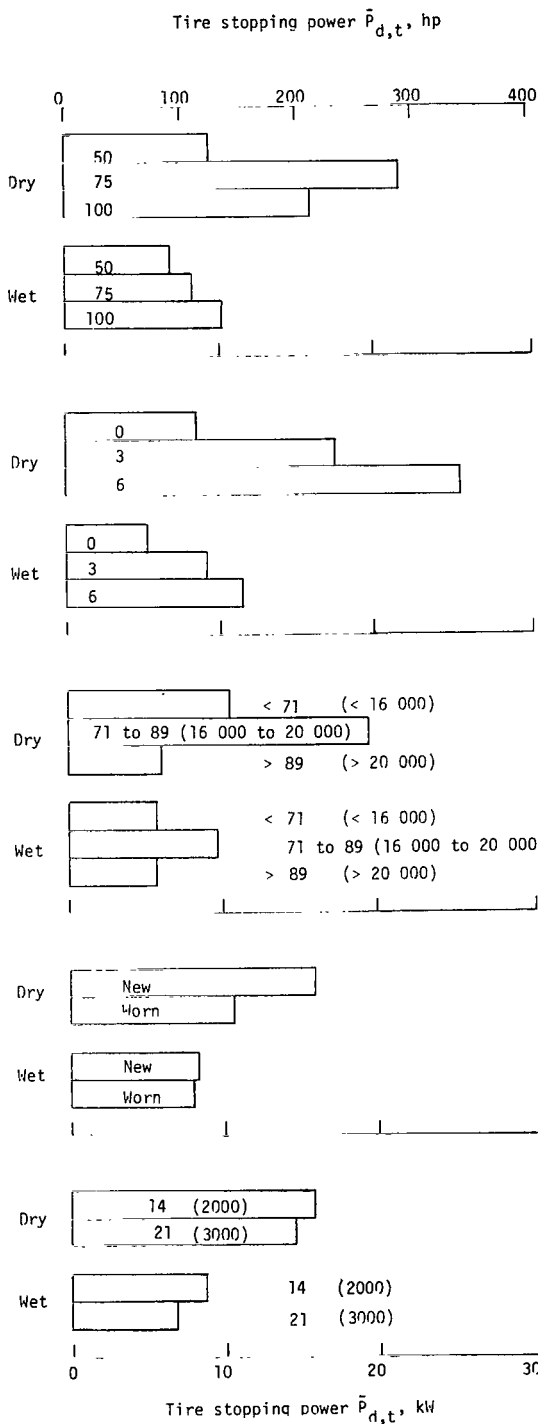 Tire stopping power P̄d,t, hp
0 100 200 300 400
50
Dry 75
100
50
Wet 75
100
0
Dry 3
6
0
Wet 3
6
< 71 (< 16 000)
Dry 71 to 89 (16 000 to 20 000)
> 89 (> 20 000)
< 71 (< 16 000)
Wet 71 to 89 (16 000 to 20 000
> 89 (> 20 000)
Dry New
Worn
Wet New
Worn
Dry 14 (2000)
21 (3000)
Wet 14 (2000)
21 (3000)
0 10 20 30
Tire stopping power P̄d,t, kW